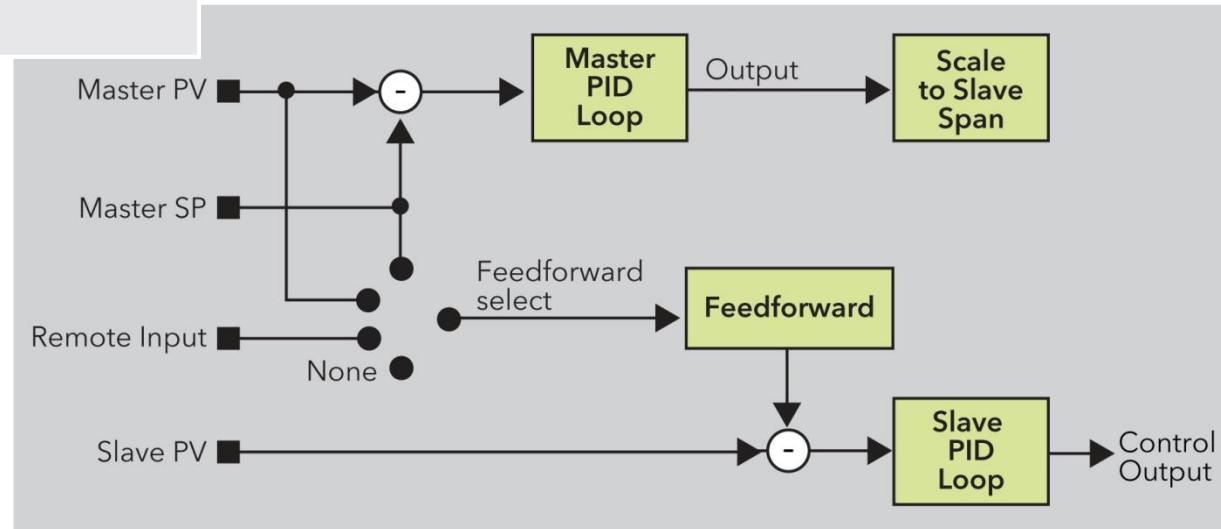 Master PV
-
Master
PID
Loop
Output
Scale
to Slave
Span
Master SP
Feedforward
select
Feedforward
Remote Input
None
Slave PV
-
Slave
PID
Loop
Control
Output